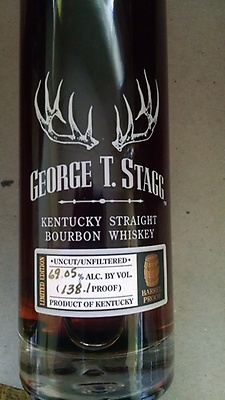 GEORGE T. STAGG
KENTUCKY STRAIGHT
BOURBON WHISKEY
LIMITED EDITION
•UNCUT/UNFILTERED•
69.05% ALC. BY VOL.
(138.1 PROOF)
PRODUCT OF KENTUCKY
BARREL
PROOF